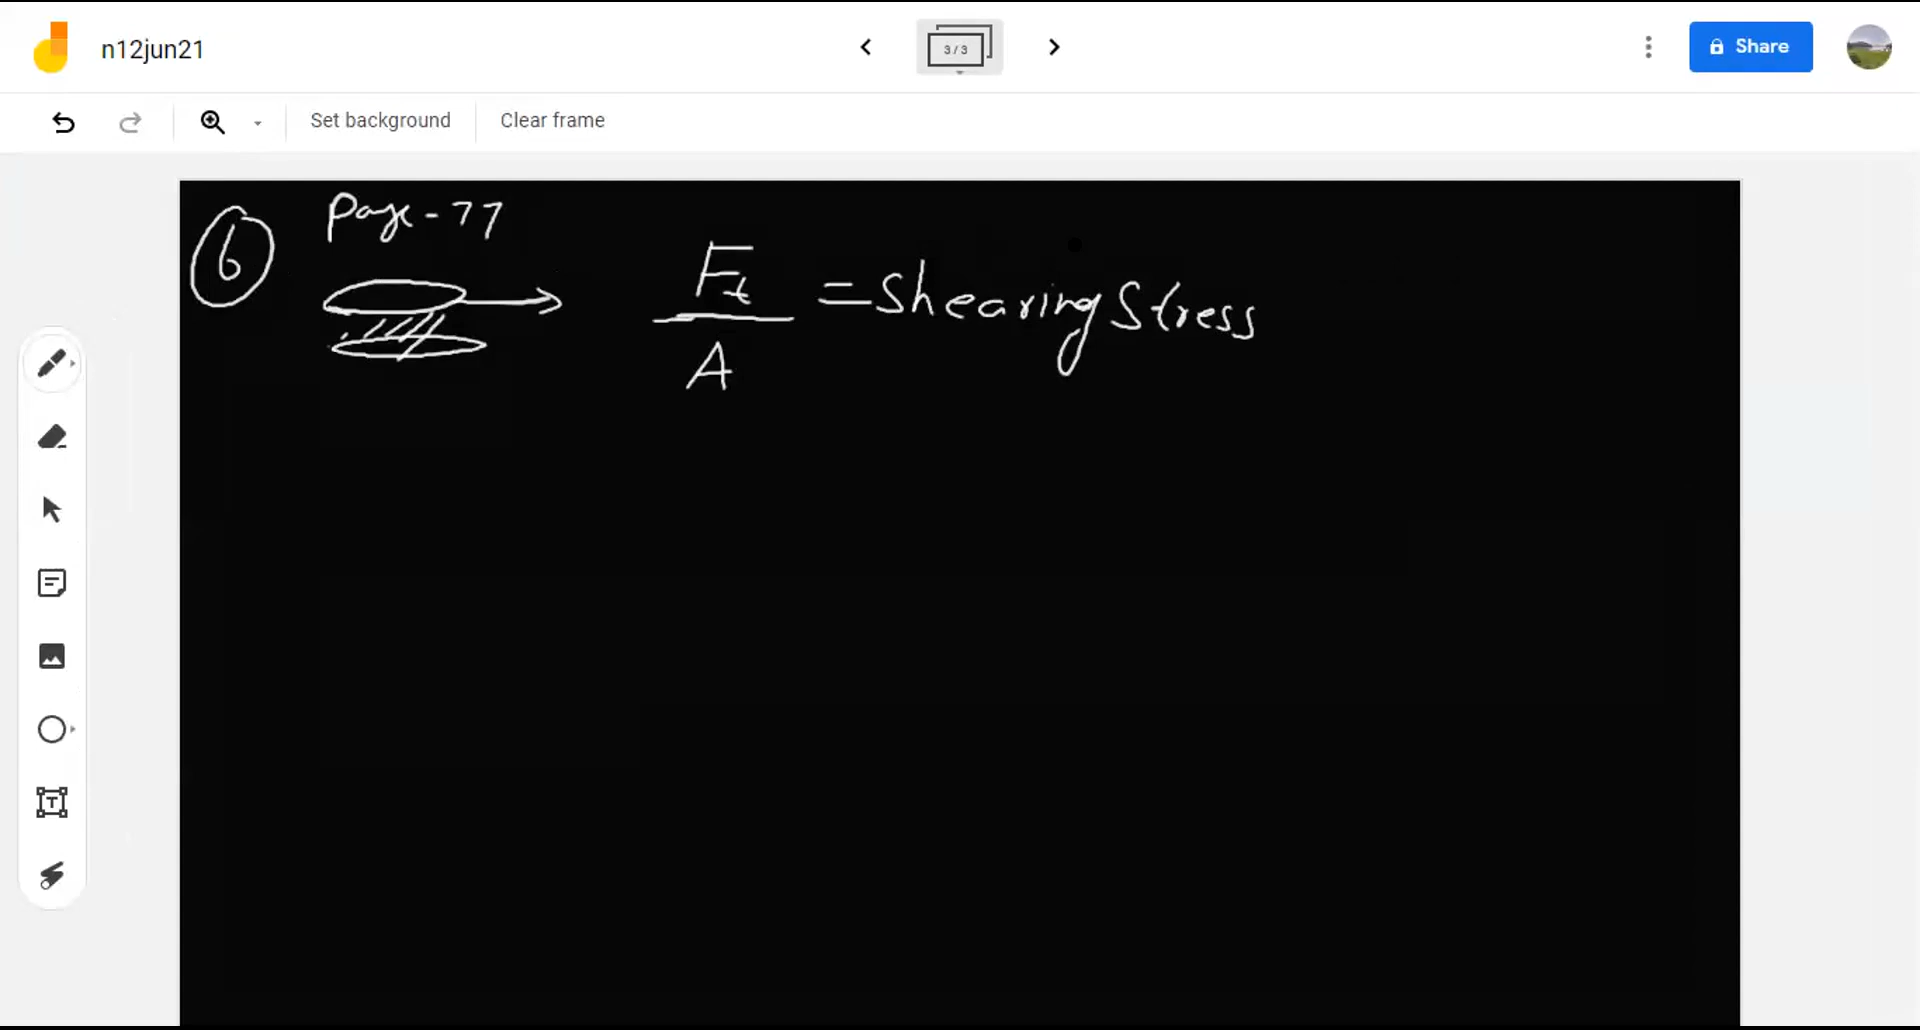 n12jun21
3 / 3
Share
Set background
Clear frame
6
Page - 77
Ft
A
= Shearing Stress